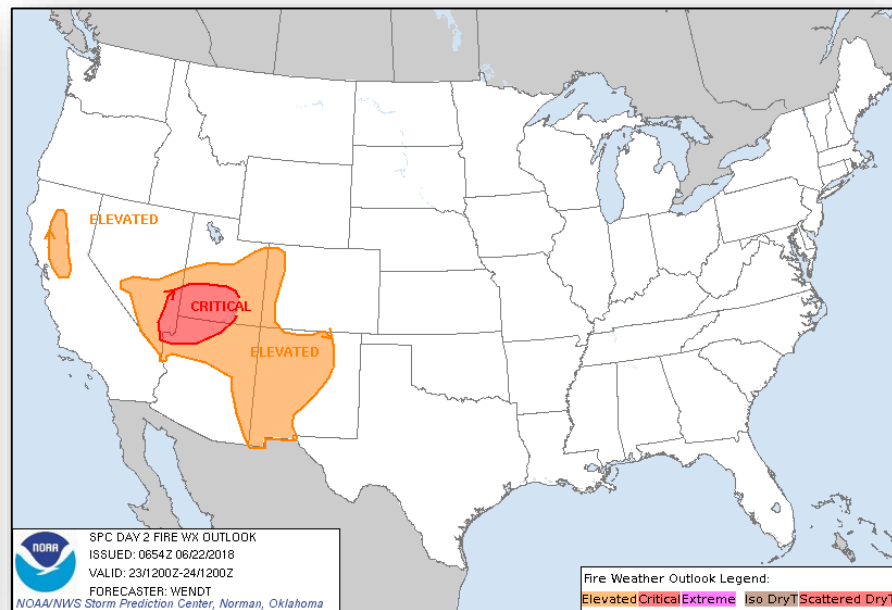 ELEVATED
CRITICAL
ELEVATED
NOAA
SPC DAY 2 FIRE WX OUTLOOK
ISSUED: 0654Z 06/22/2018
VALID: 23/1200Z-24/1200Z
FORECASTER: WENDT
NOAA/NWS Storm Prediction Center, Norman, Oklahoma
Fire Weather Outlook Legend:
Elevated Critical Extreme Iso DryT Scattered DryT